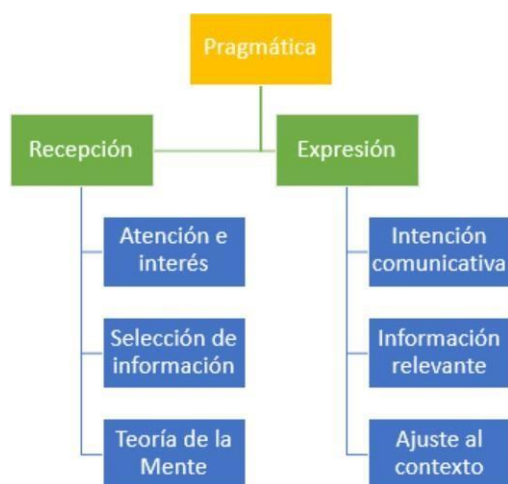 Pragmática
Recepción
Expresión
Atención e
interés
Intención
comunicativa
Selección de
información
Información
relevante
Teoría de la
Mente
Ajuste al
contexto